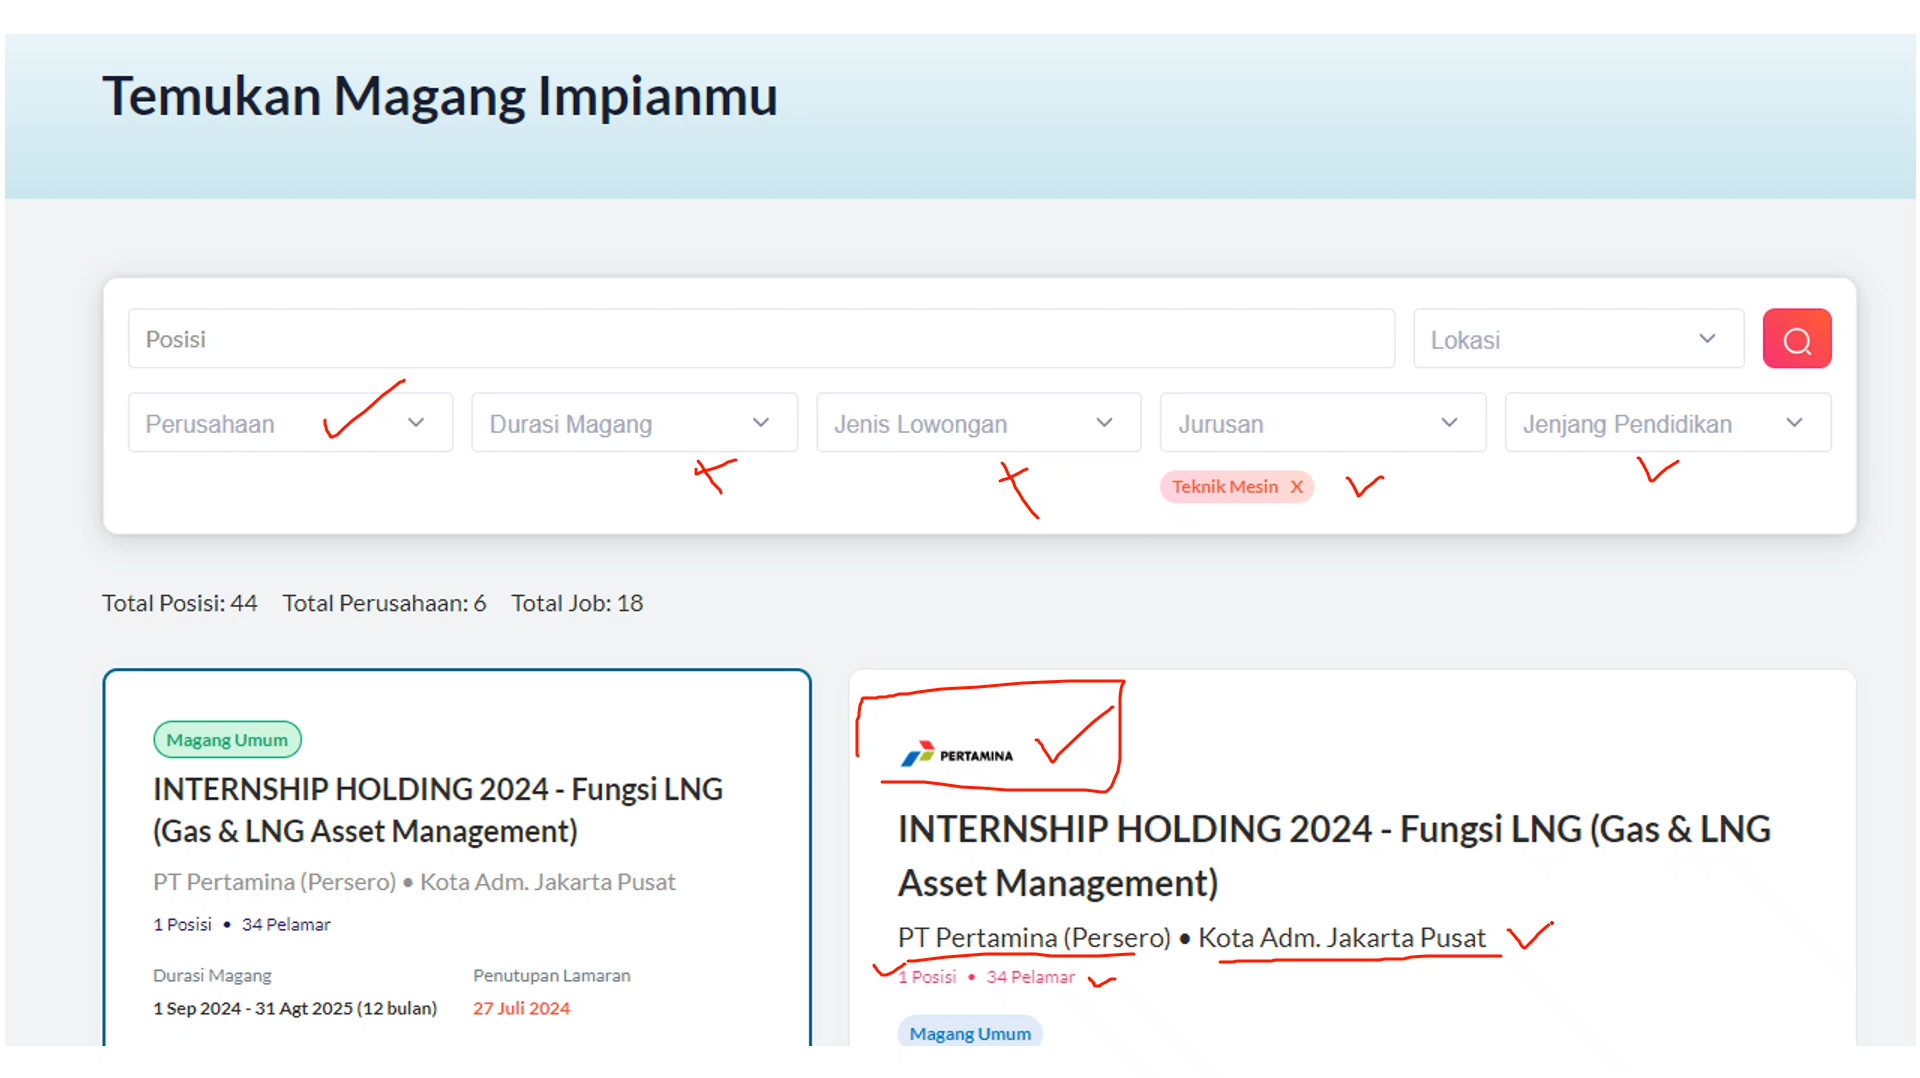 Temukan Magang Impianmu
Posisi
Lokasi
Perusahaan
Durasi Magang
Jenis Lowongan
Jurusan
Jenjang Pendidikan
Teknik Mesin X
Total Posisi: 44 Total Perusahaan: 6 Total Job: 18
Magang Umum
INTERNSHIP HOLDING 2024 - Fungsi LNG
(Gas & LNG Asset Management)
PT Pertamina (Persero) • Kota Adm. Jakarta Pusat
1 Posisi • 34 Pelamar
Durasi Magang
1 Sep 2024 - 31 Agt 2025 (12 bulan)
Penutupan Lamaran
27 Juli 2024
PERTAMINA
INTERNSHIP HOLDING 2024 - Fungsi LNG (Gas & LNG
Asset Management)
PT Pertamina (Persero) • Kota Adm. Jakarta Pusat
1 Posisi • 34 Pelamar
Magang Umum